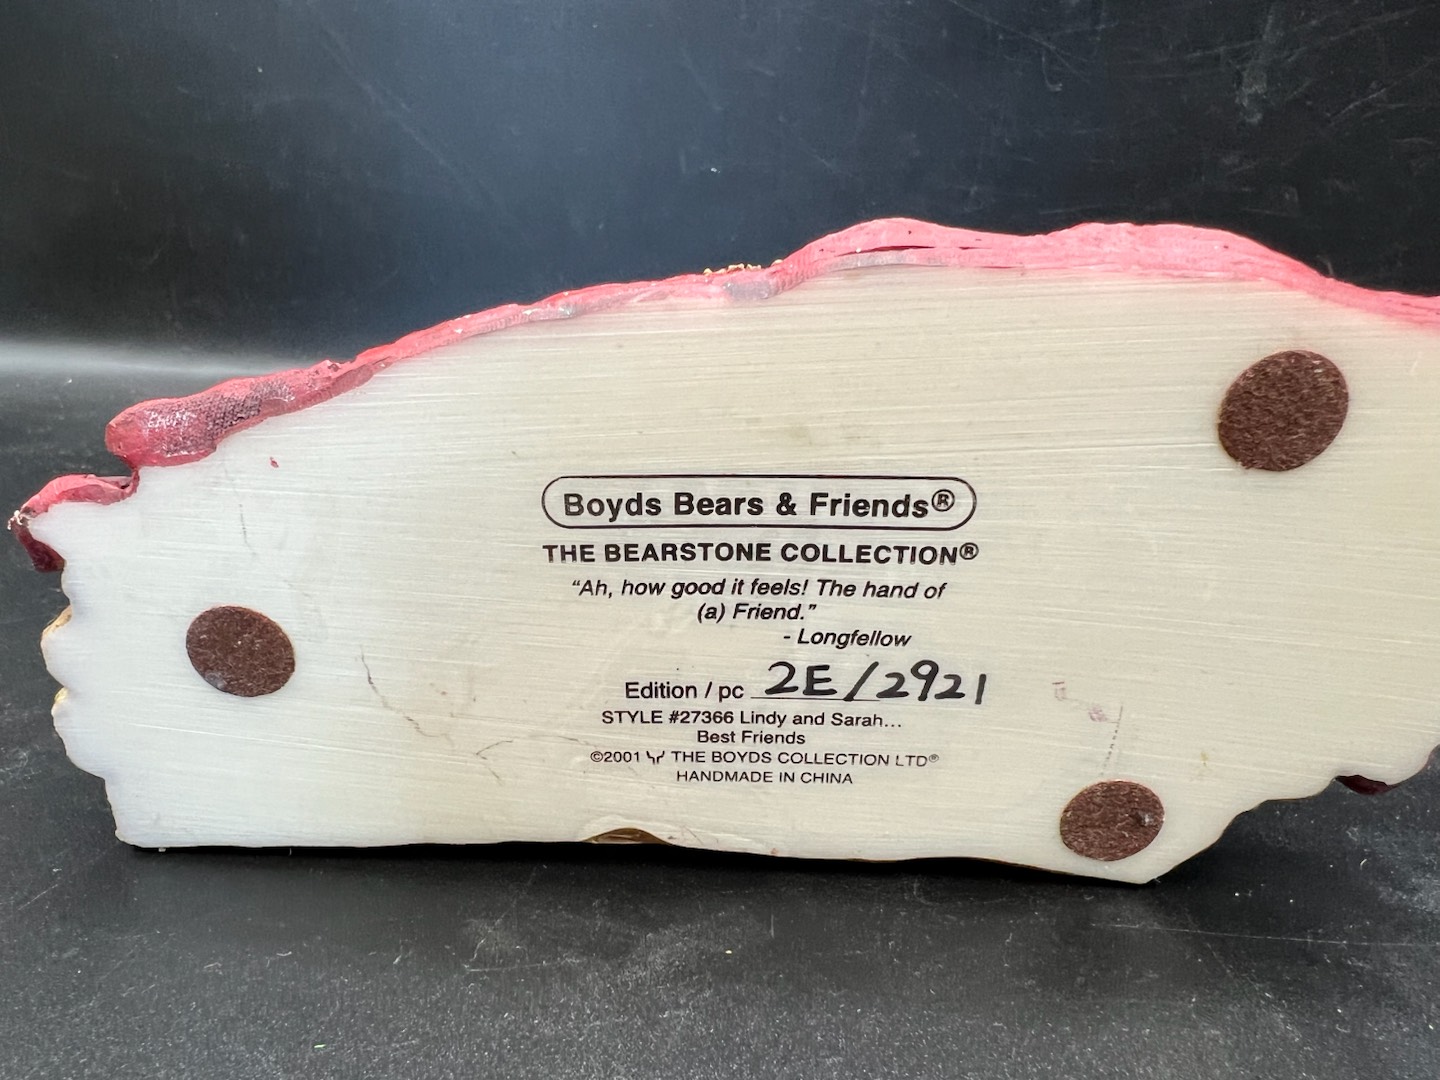 Boyds Bears & Friends®
THE BEARSTONE COLLECTION®
"Ah, how good it feels! The hand of
(a) Friend."
- Longfellow
Edition / pc 2E/2921
STYLE #27366 Lindy and Sarah...
Best Friends
©2001 THE BOYDS COLLECTION LTD®
HANDMADE IN CHINA